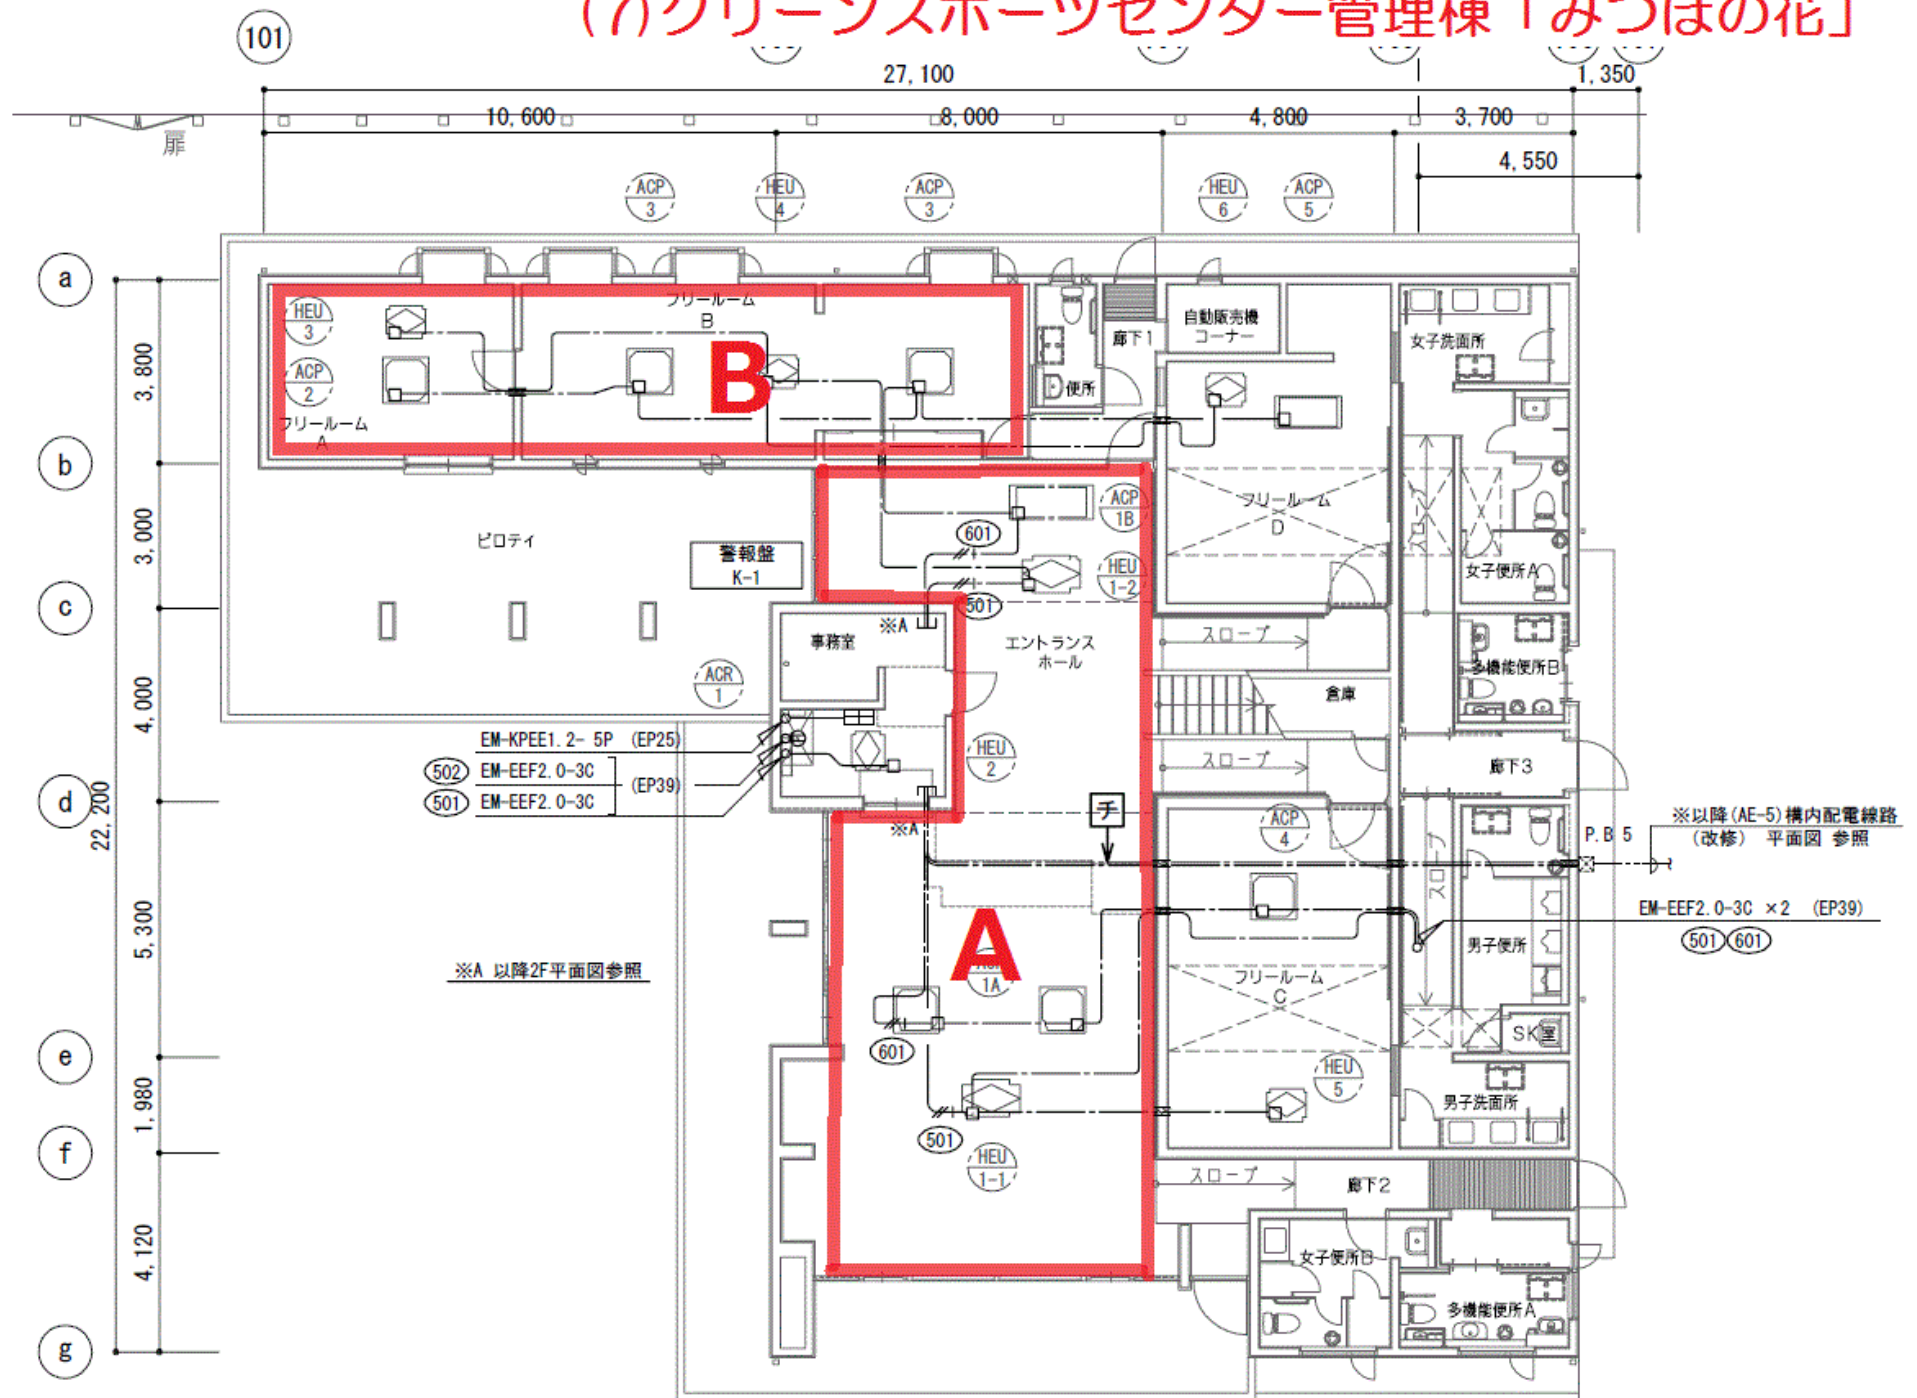 (7)グリーンスポーツセンター管理棟「みつばの花」
101
27,100
1,350
10,600
8,000
4,800
3,700
4,550
扉
ACP
3
HEU
4
ACP
3
HEU
6
ACP
5
a
b
c
d
e
f
g
3,800
3,000
4,000
5,300
1,980
4,120
22,200
HEU
3
ACP
2
フリールーム
A
フリールーム
B
B
便所
廊下1
自動販売機
コーナー
女子洗面所
ピロティ
警報盤
K-1
601
501
ACP
1B
HEU
1-2
フリールーム
D
女子便所A
※A
事務室
エントランス
ホール
スロープ
多機能便所B
ACR
1
倉庫
EM-KPEE1.2- 5P (EP25)
502
EM-EEF2.0-3C
(EP39)
501
EM-EEF2.0-3C
HEU
2
スロープ
廊下3
チ
ACP
4
※A
スロープ
P.B 5
※以降(AE-5)構内配電線路
(改修) 平面図 参照
EM-EEF2.0-3C ×2 (EP39)
501
601
男子便所
A
1A
※A 以降2F平面図参照
フリールーム
C
SK室
601
HEU
5
男子洗面所
501
HEU
1-1
スロープ
廊下2
女子便所B
多機能便所A